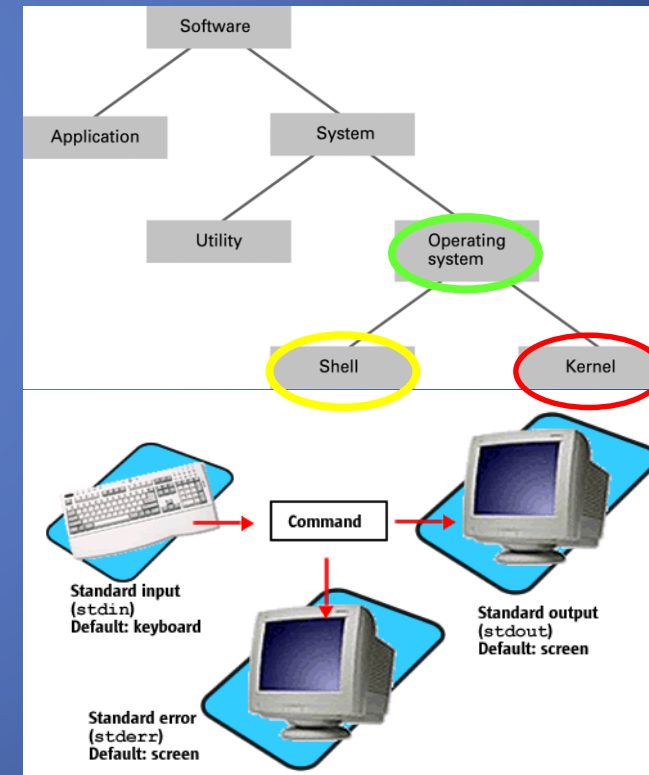 Software
Application
System
Utility
Operating
system
Shell
Kernel
Command
Standard input
(stdin)
Default: keyboard
Standard output
(stdout)
Default: screen
Standard error
(stderr)
Default: screen